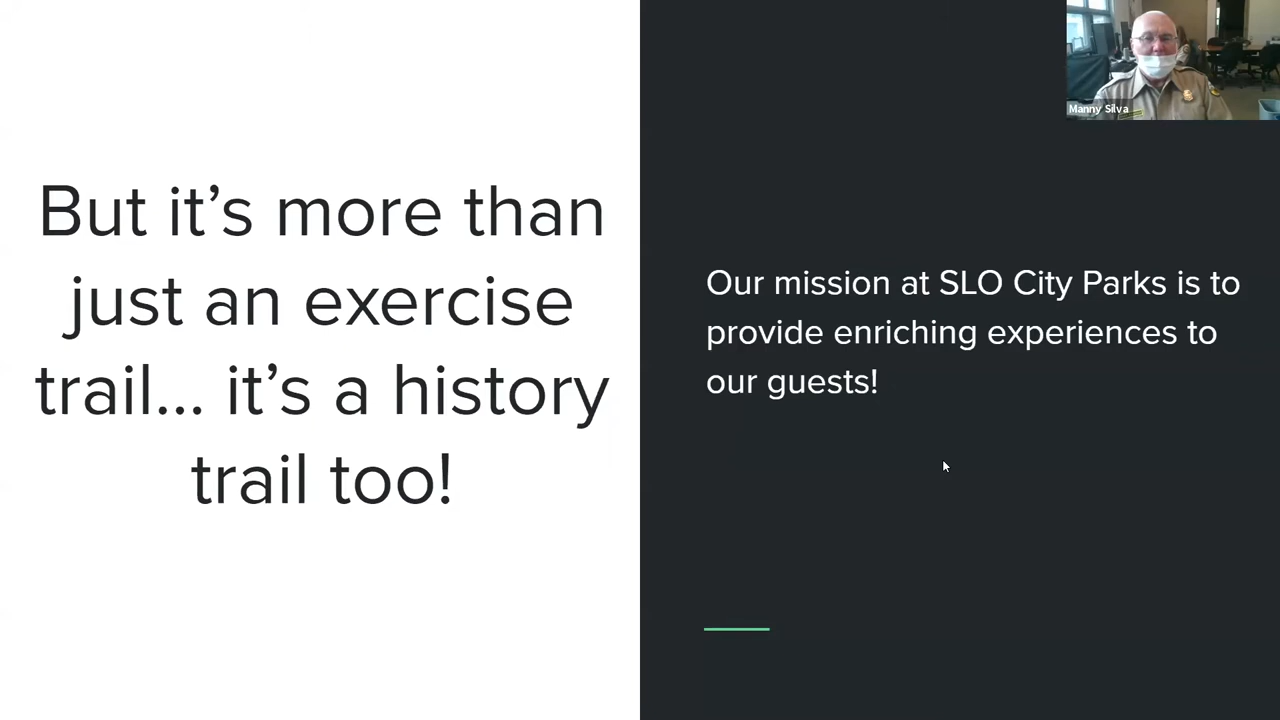 But it’s more than
just an exercise
trail... it’s a history
trail too!
Our mission at SLO City Parks is to
provide enriching experiences to
our guests!
Manny Silva